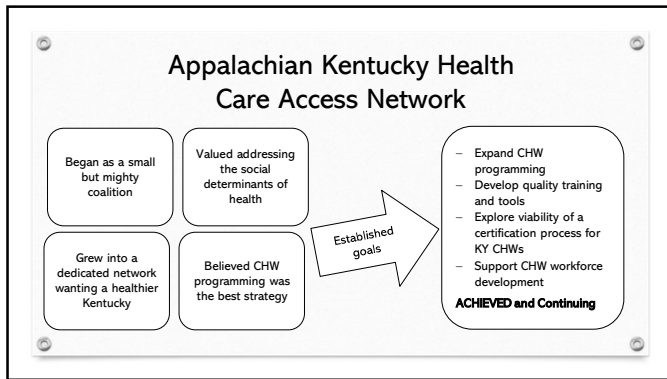 Appalachian Kentucky Health
Care Access Network
Began as a small
but mighty
coalition
Valued addressing
the social
determinants of
health
Grew into a
dedicated network
wanting a healthier
Kentucky
Believed CHW
programming was
the best strategy
Established
goals
– Expand CHW
programming
– Develop quality training
and tools
– Explore viability of a
certification process for
KY CHWs
– Support CHW workforce
development
ACHIEVED and Continuing